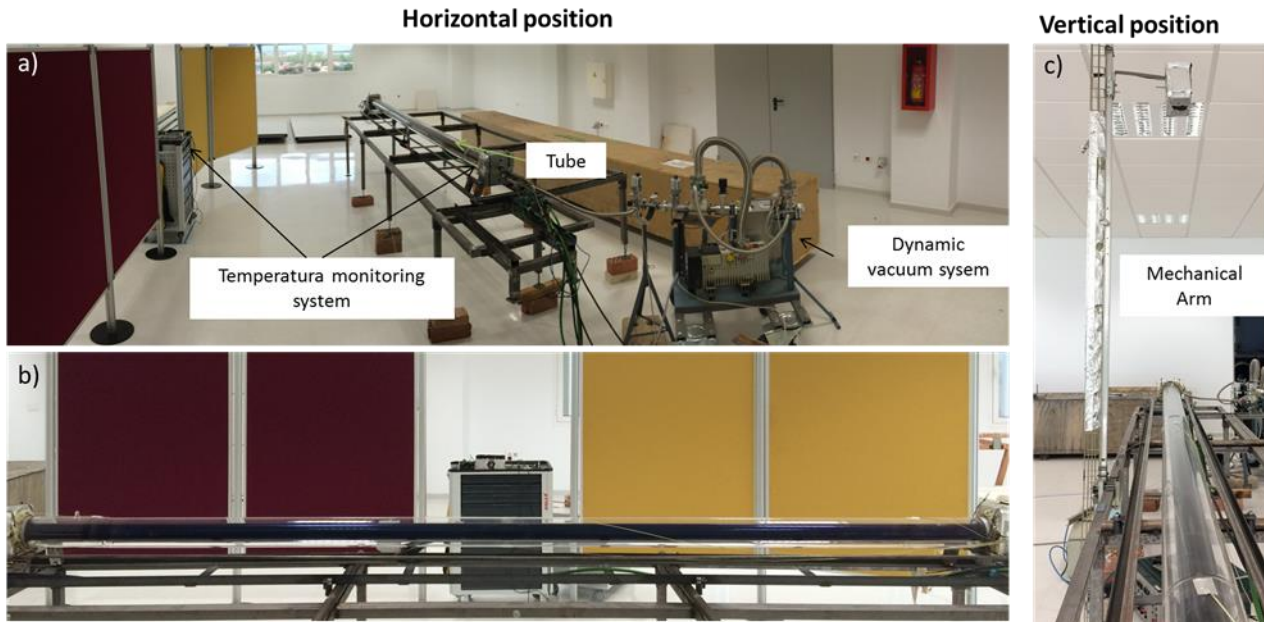 Horizontal position
Vertical position
a)
c)
Tube
Temperatura monitoring
system
Dynamic
vacuum sysem
Mechanical
Arm
b)